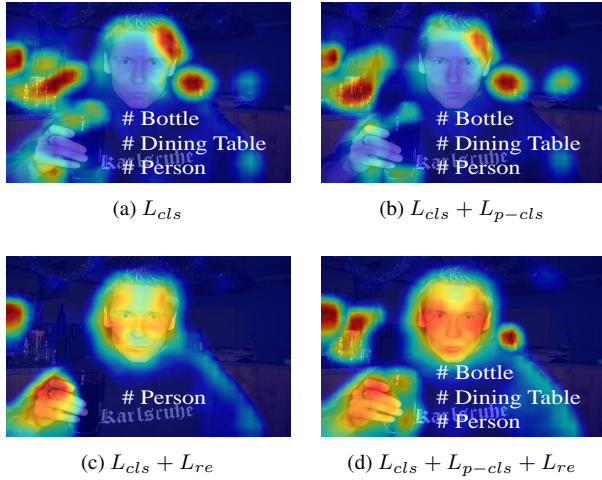 # Bottle
# Dining Table
# Person
Karlsruhe
(a) L_{cls}
# Bottle
# Dining Table
# Person
Karlsruhe
(b) L_{cls} + L_{p-cls}
# Person
Karlsruhe
(c) L_{cls} + L_{re}
# Bottle
# Dining Table
# Person
Karlsruhe
(d) L_{cls} + L_{p-cls} + L_{re}